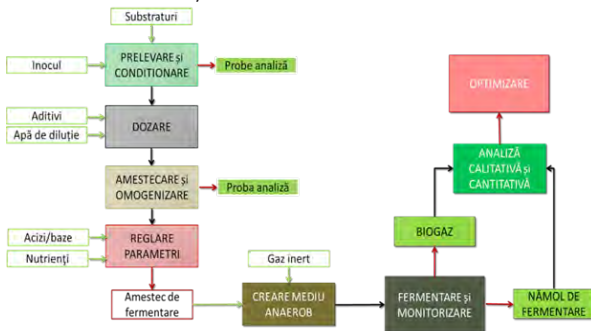 Substraturi
PRELEVARE și
CONDITIONARE
Inocul
Probe analiză
Aditivi
Apă de diluție
DOZARE
AMESTECARE și
OMOGENIZARE
Proba analiză
Acizi/baze
Nutrienți
REGLARE
PARAMETRI
Amestec de
fermentare
Gaz inert
CREARE MEDIU
ANAEROB
FERMENTARE și
MONITORIZARE
BIOGAZ
NĂMOL DE
FERMENTARE
ANALIZĂ
CALITATIVĂ și
CANTITATIVĂ
OPTIMIZARE